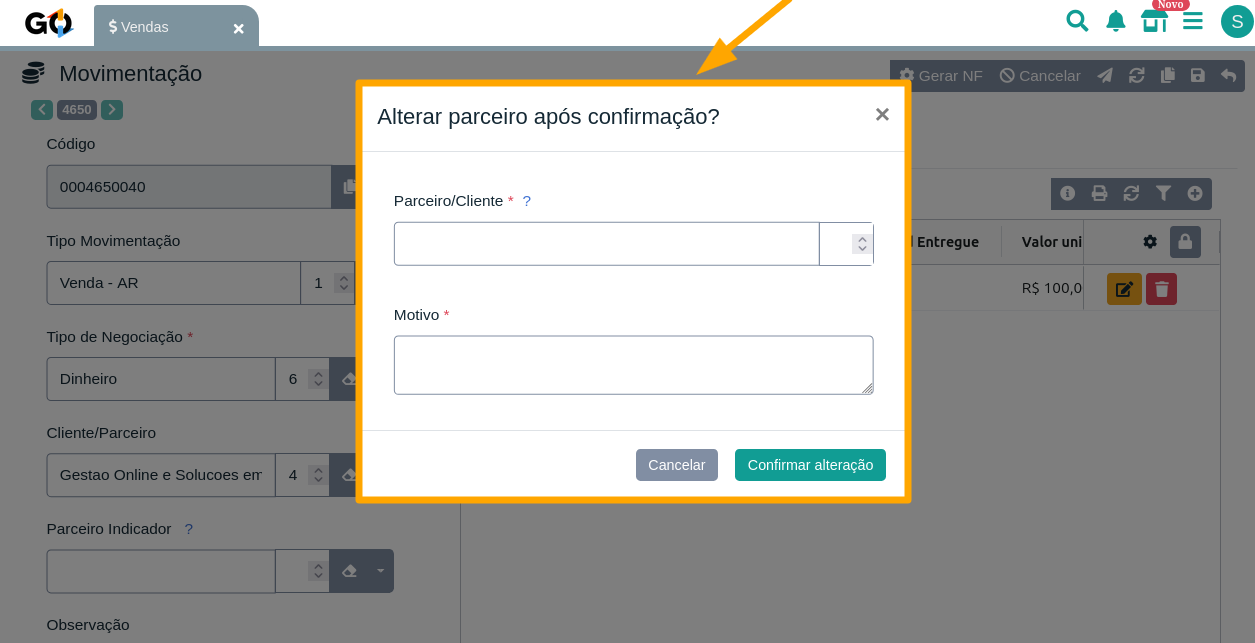 GO
$ Vendas
Novo
S
Movimentação
Gerar NF
Cancelar
4650
Código
0004650040
Tipo Movimentação
Venda - AR
1
Tipo de Negociação *
Dinheiro
6
Cliente/Parceiro
Gestao Online e Solucoes em
4
Parceiro Indicador ?
Observação
Alterar parceiro após confirmação?
×
Parceiro/Cliente * ?
Motivo *
Cancelar
Confirmar alteração
Entregue
Valor uni
R$ 100,0